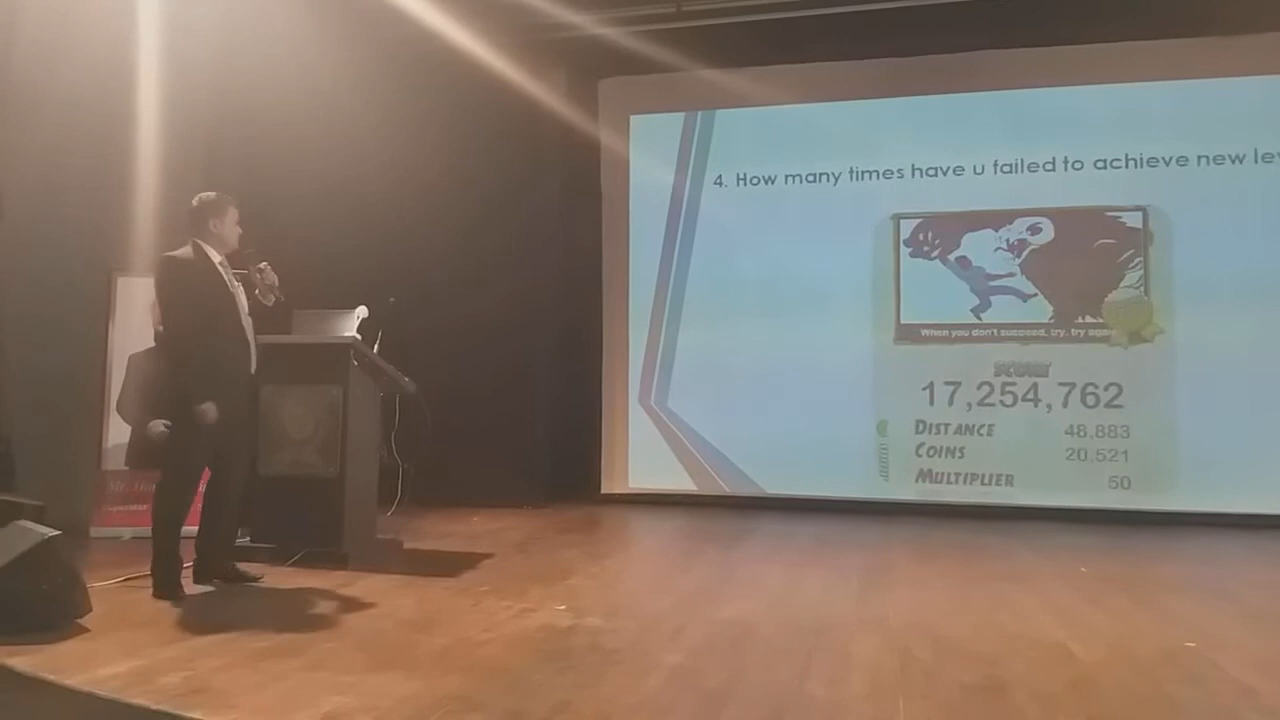 4. How many times have u failed to achieve new
When you don't succeed, try, try again
SCORE
17,254,762
DISTANCE 48,883
COINS 20,521
MULTIPLIER 50
Mr.